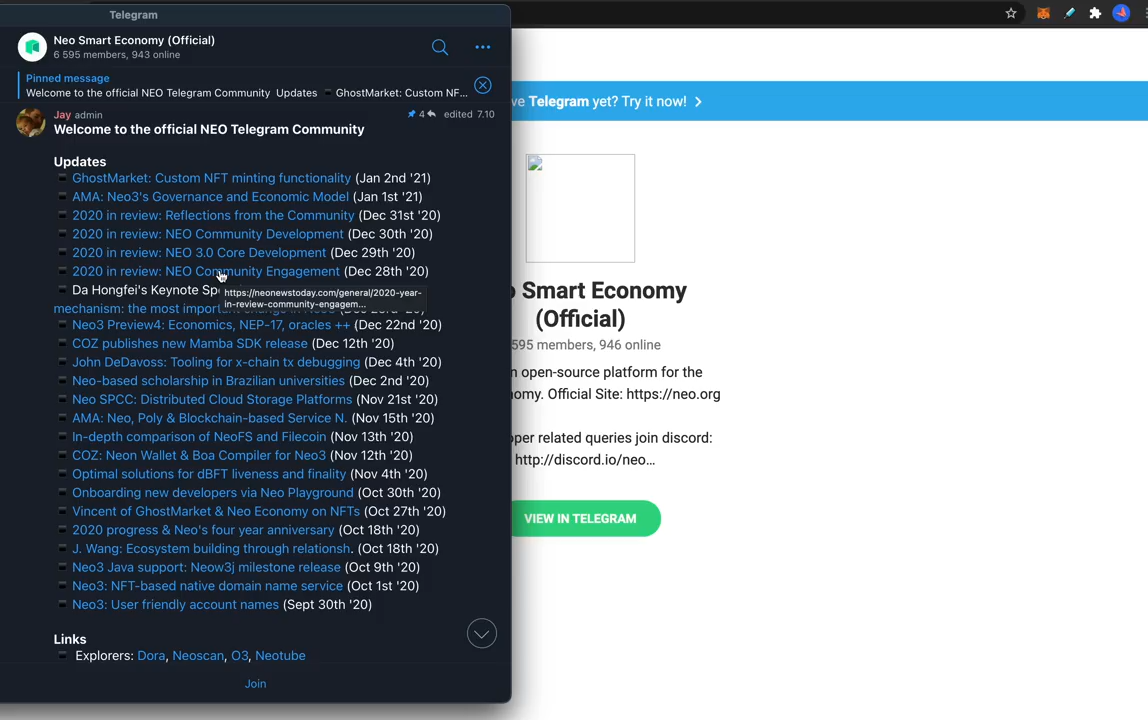 Telegram
Neo Smart Economy (Official)
6 595 members, 943 online
Pinned message
Welcome to the official NEO Telegram Community Updates GhostMarket: Custom NF...
Jay admin
4 edited 7.10
Welcome to the official NEO Telegram Community
Updates
GhostMarket: Custom NFT minting functionality (Jan 2nd '21)
AMA: Neo3's Governance and Economic Model (Jan 1st '21)
2020 in review: Reflections from the Community (Dec 31st '20)
2020 in review: NEO Community Development (Dec 30th '20)
2020 in review: NEO 3.0 Core Development (Dec 29th '20)
2020 in review: NEO Community Engagement (Dec 28th '20)
Da Hongfei's Keynote
https://neonewstoday.com/general/2020-year-
in-review-community-engagem...
mechanism: the most important change in
Neo3 Preview4: Economics, NEP-17, oracles ++ (Dec 22nd '20)
COZ publishes new Mamba SDK release (Dec 12th '20)
John DeDavoss: Tooling for x-chain tx debugging (Dec 4th '20)
Neo-based scholarship in Brazilian universities (Dec 2nd '20)
Neo SPCC: Distributed Cloud Storage Platforms (Nov 21st '20)
AMA: Neo, Poly & Blockchain-based Service N. (Nov 15th '20)
In-depth comparison of NeoFS and Filecoin (Nov 13th '20)
COZ: Neon Wallet & Boa Compiler for Neo3 (Nov 12th '20)
Optimal solutions for dBFT liveness and finality (Nov 4th '20)
Onboarding new developers via Neo Playground (Oct 30th '20)
Vincent of GhostMarket & Neo Economy on NFTs (Oct 27th '20)
2020 progress & Neo's four year anniversary (Oct 18th '20)
J. Wang: Ecosystem building through relationsh. (Oct 18th '20)
Neo3 Java support: Neow3j milestone release (Oct 9th '20)
Neo3: NFT-based native domain name service (Oct 1st '20)
Neo3: User friendly account names (Sept 30th '20)
Links
Explorers: Dora, Neoscan, O3, Neotube
Join
ve Telegram yet? Try it now!
Smart Economy
(Official)
595 members, 946 online
n open-source platform for the
omy. Official Site: https://neo.org
oper related queries join discord:
http://discord.io/neo...
VIEW IN TELEGRAM